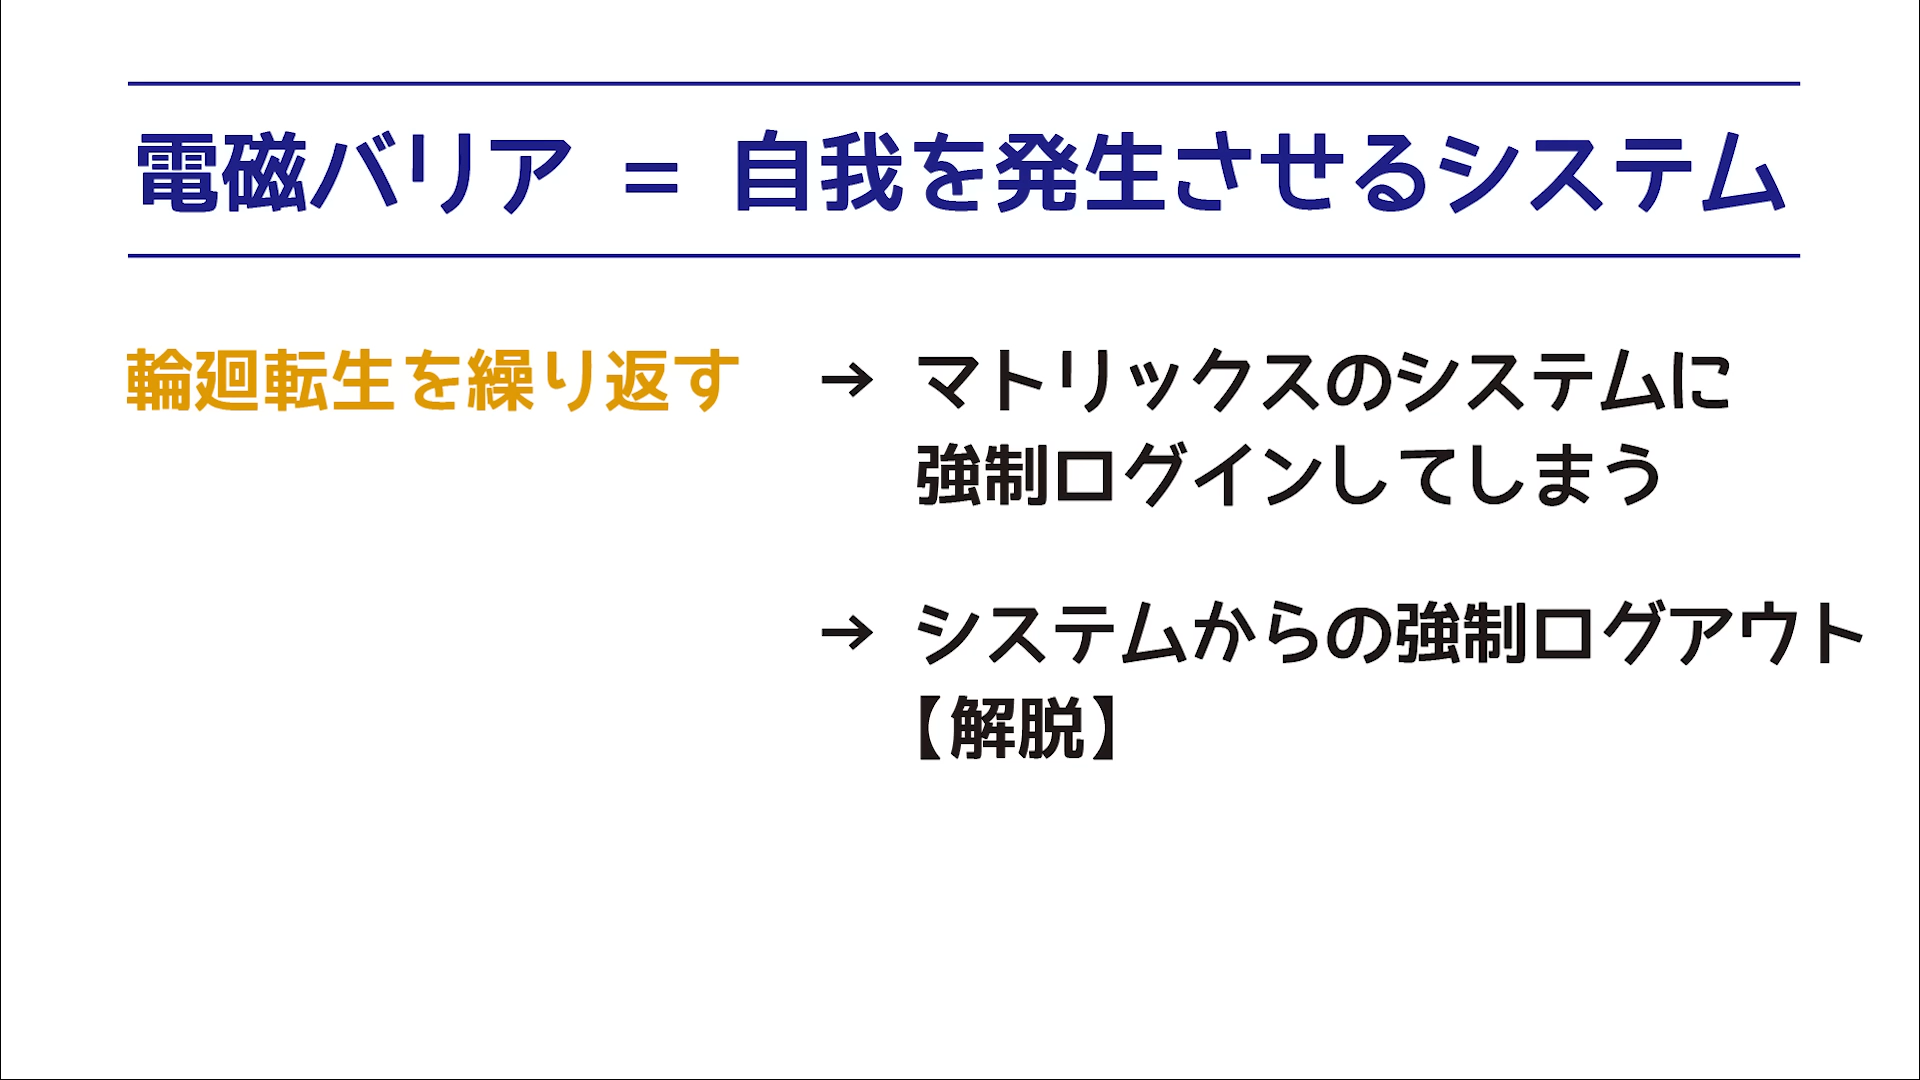 電磁バリア = 自我を発生させるシステム
輪廻転生を繰り返す → マトリックスのシステムに
強制ログインしてしまう
→ システムからの強制ログアウト
【解脱】